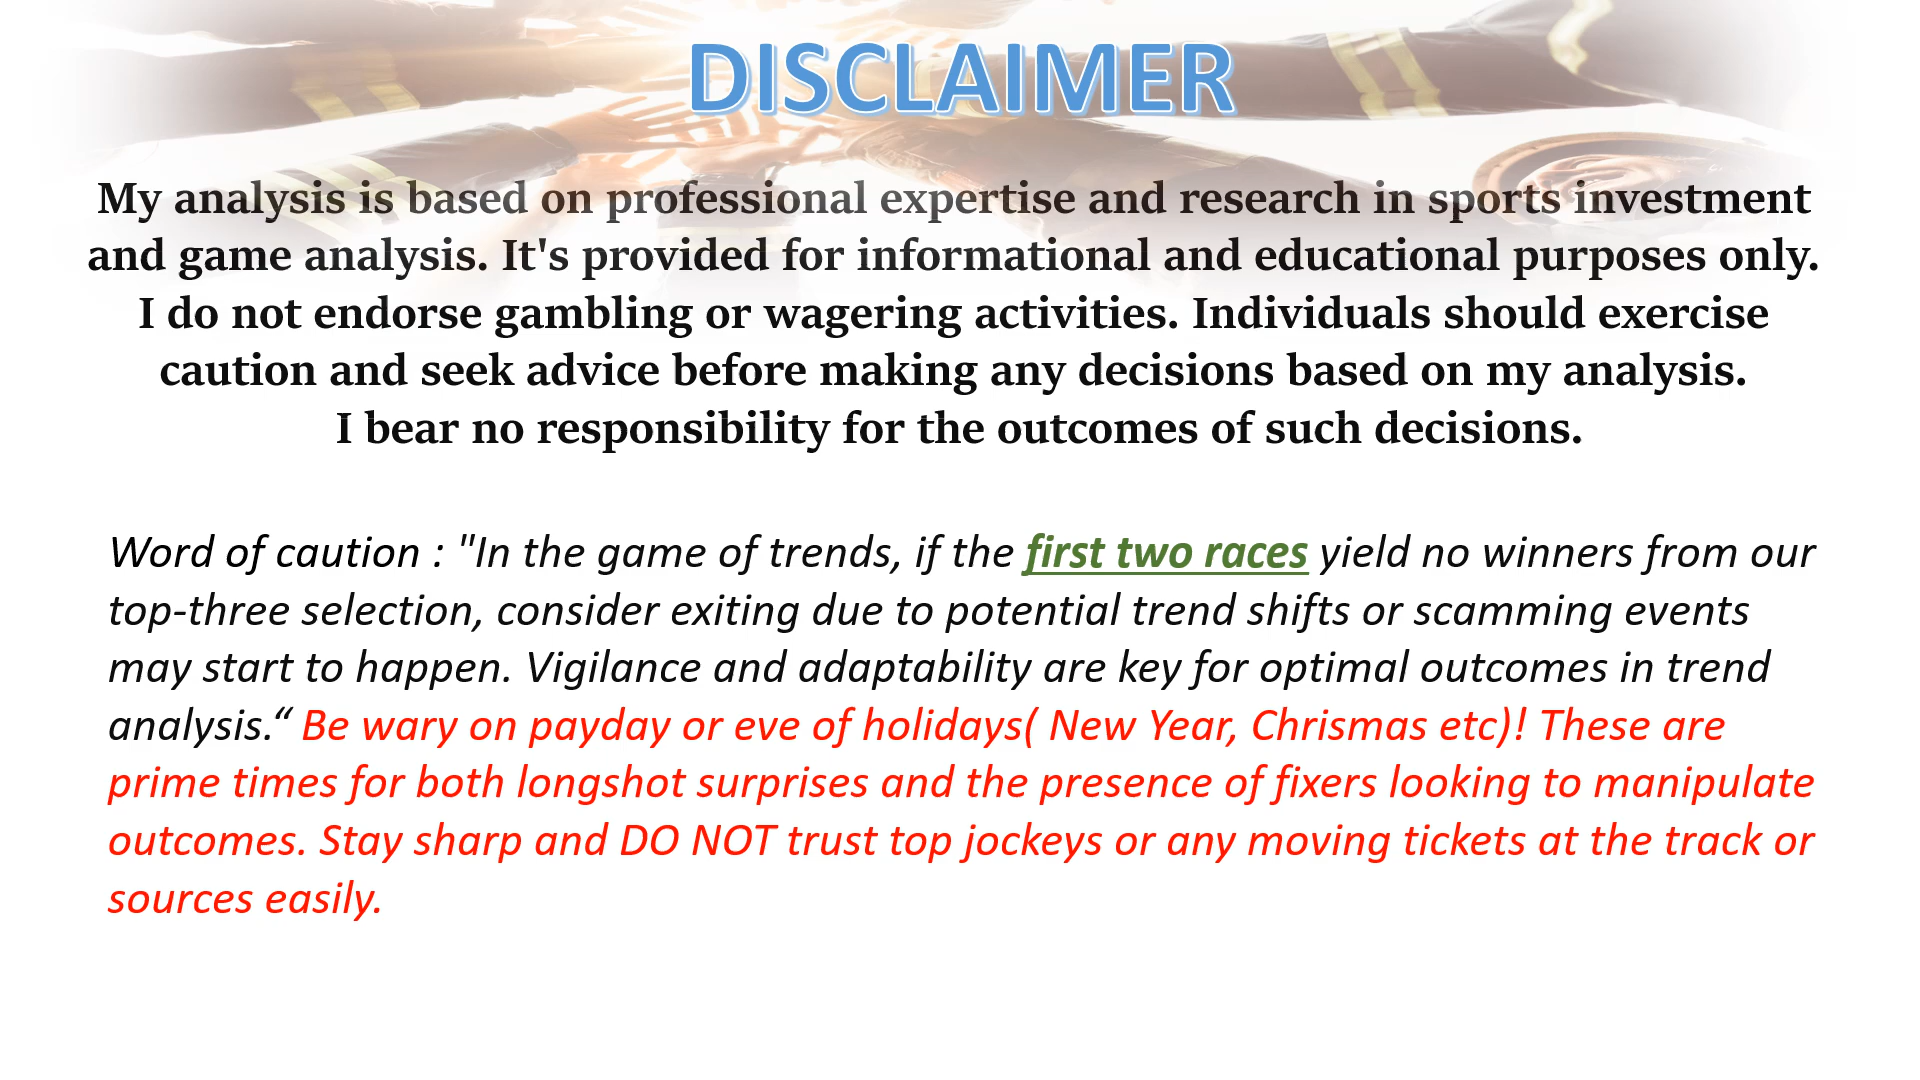 DISCLAIMER
My analysis is based on professional expertise and research in sports investment
and game analysis. It's provided for informational and educational purposes only.
I do not endorse gambling or wagering activities. Individuals should exercise
caution and seek advice before making any decisions based on my analysis.
I bear no responsibility for the outcomes of such decisions.
Word of caution : "In the game of trends, if the first two races yield no winners from our
top-three selection, consider exiting due to potential trend shifts or scamming events
may start to happen. Vigilance and adaptability are key for optimal outcomes in trend
analysis.“ Be wary on payday or eve of holidays( New Year, Chrismas etc)! These are
prime times for both longshot surprises and the presence of fixers looking to manipulate
outcomes. Stay sharp and DO NOT trust top jockeys or any moving tickets at the track or
sources easily.